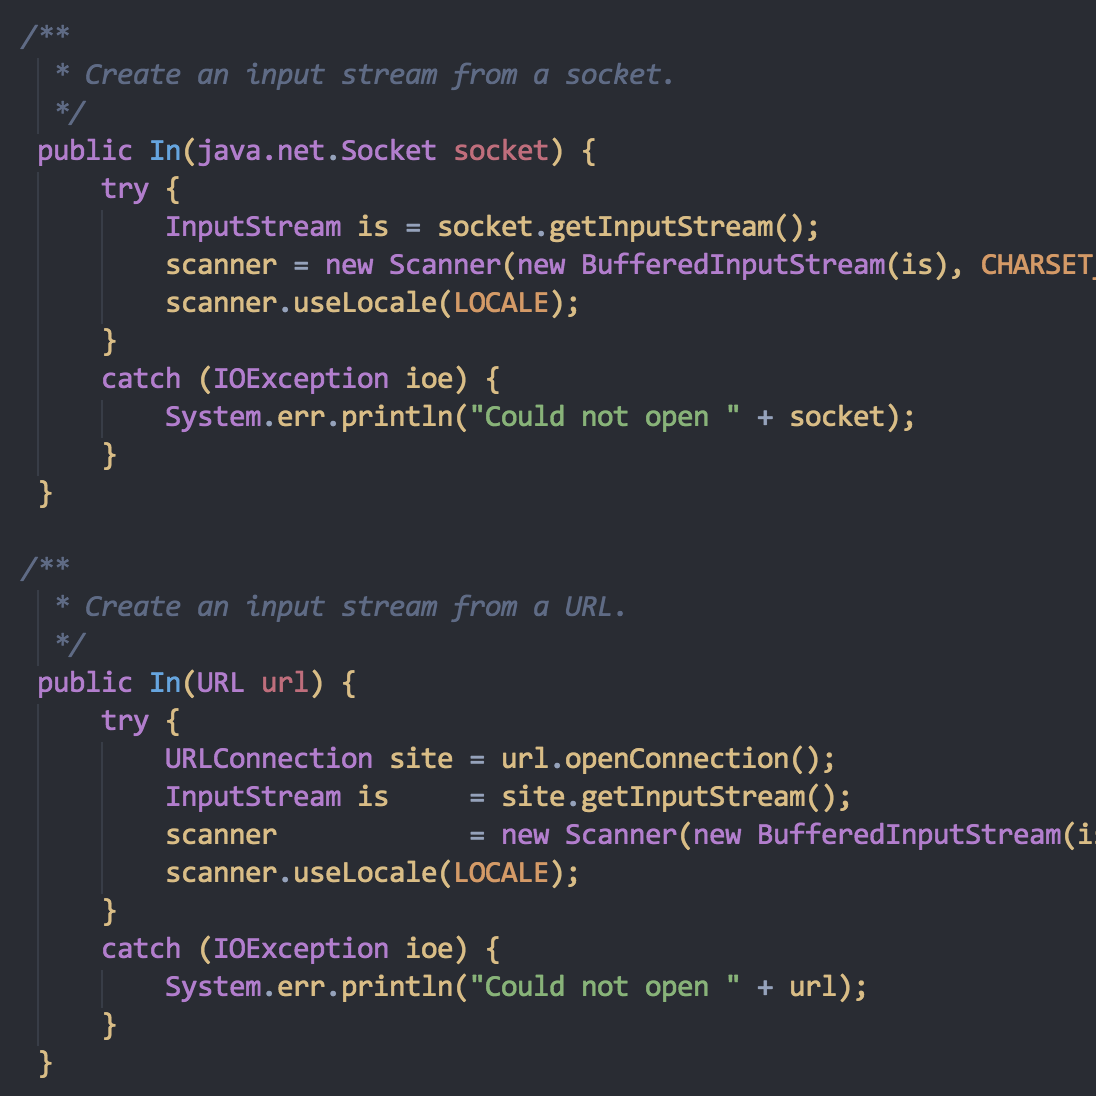 /**
 * Create an input stream from a socket.
 */
public In(java.net.Socket socket) {
    try {
        InputStream is = socket.getInputStream();
        scanner = new Scanner(new BufferedInputStream(is), CHARSET_
        scanner.useLocale(LOCALE);
    }
    catch (IOException ioe) {
        System.err.println("Could not open " + socket);
    }
}

/**
 * Create an input stream from a URL.
 */
public In(URL url) {
    try {
        URLConnection site = url.openConnection();
        InputStream is     = site.getInputStream();
        scanner            = new Scanner(new BufferedInputStream(is
        scanner.useLocale(LOCALE);
    }
    catch (IOException ioe) {
        System.err.println("Could not open " + url);
    }
}